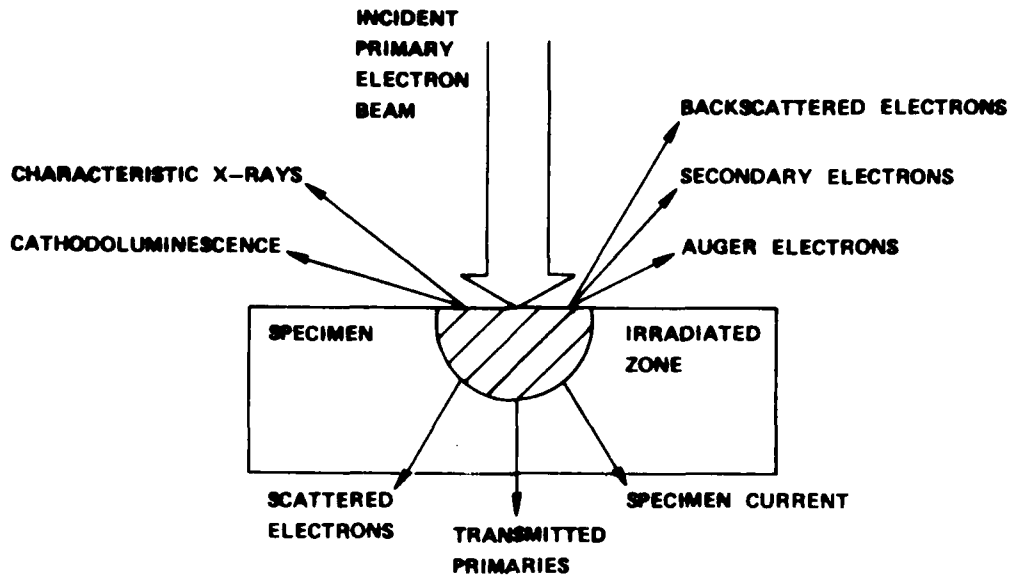 INCIDENT
PRIMARY
ELECTRON
BEAM
BACKSCATTERED ELECTRONS
CHARACTERISTIC X-RAYS
SECONDARY ELECTRONS
CATHODOLUMINESCENCE
AUGER ELECTRONS
SPECIMEN
IRRADIATED
ZONE
SCATTERED
ELECTRONS
TRANSMITTED
PRIMARIES
SPECIMEN CURRENT